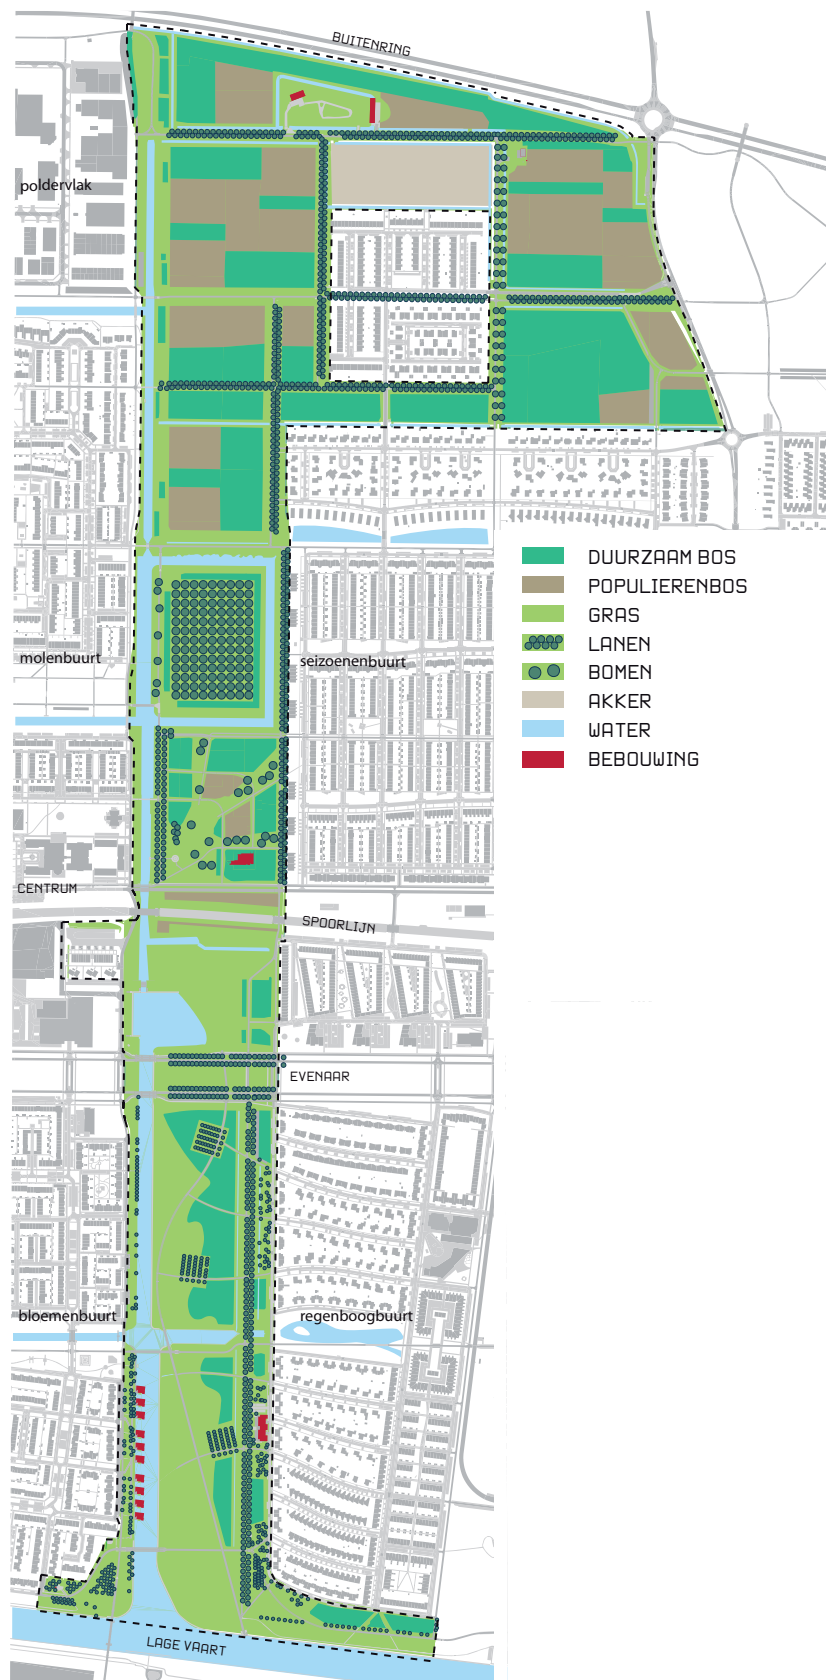 BUITENRING
poldervlak
DUURZAAM BOS
POPULIERENBOS
GRAS
LANEN
BOMEN
AKKER
WATER
BEBOUWING
molenbuurt
seizoenenbuurt
CENTRUM
SPOORLIJN
EVENAAR
bloemenbuurt
regenboogbuurt
LAGE VAART